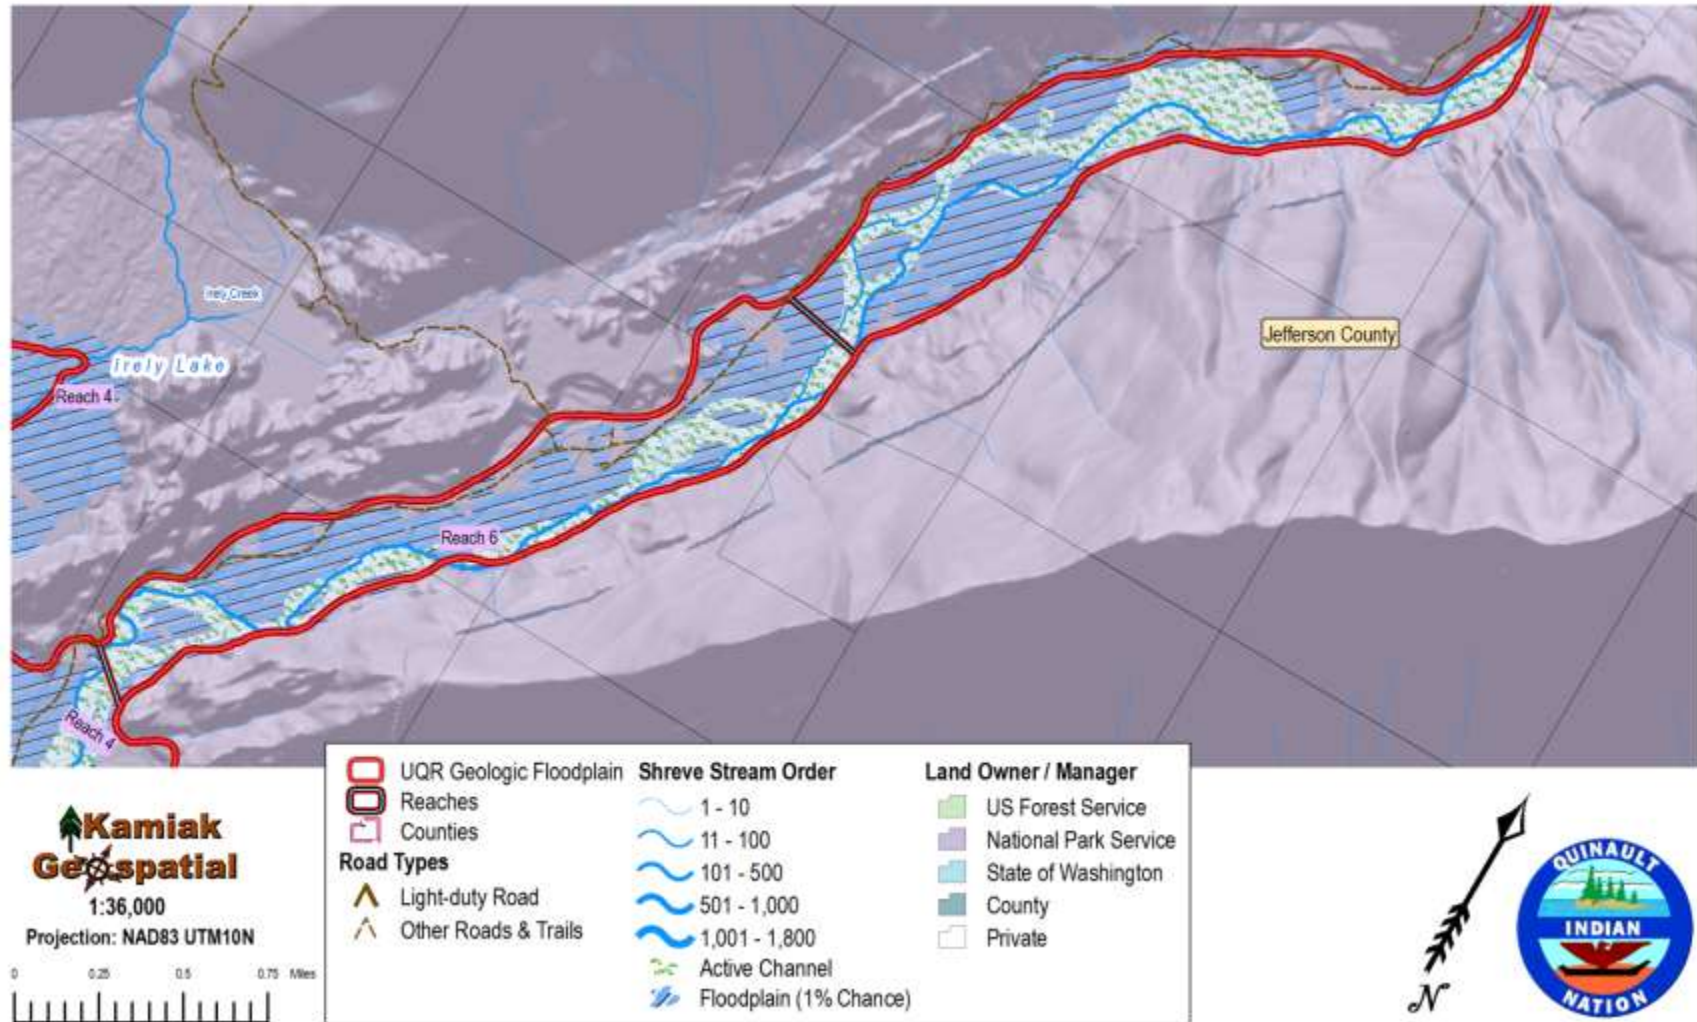 Irely Creek
Irely Lake
Reach 4
Jefferson County
Reach 6
Reach 4
Kamiak
Geospatial
1:36,000
Projection: NAD83 UTM10N
0 0.25 0.5 0.75 Miles
UQR Geologic Floodplain
Reaches
Counties
Road Types
Light-duty Road
Other Roads & Trails
Shreve Stream Order
1 - 10
11 - 100
101 - 500
501 - 1,000
1,001 - 1,800
Active Channel
Floodplain (1% Chance)
Land Owner / Manager
US Forest Service
National Park Service
State of Washington
County
Private
N
QUINAULT
INDIAN
NATION